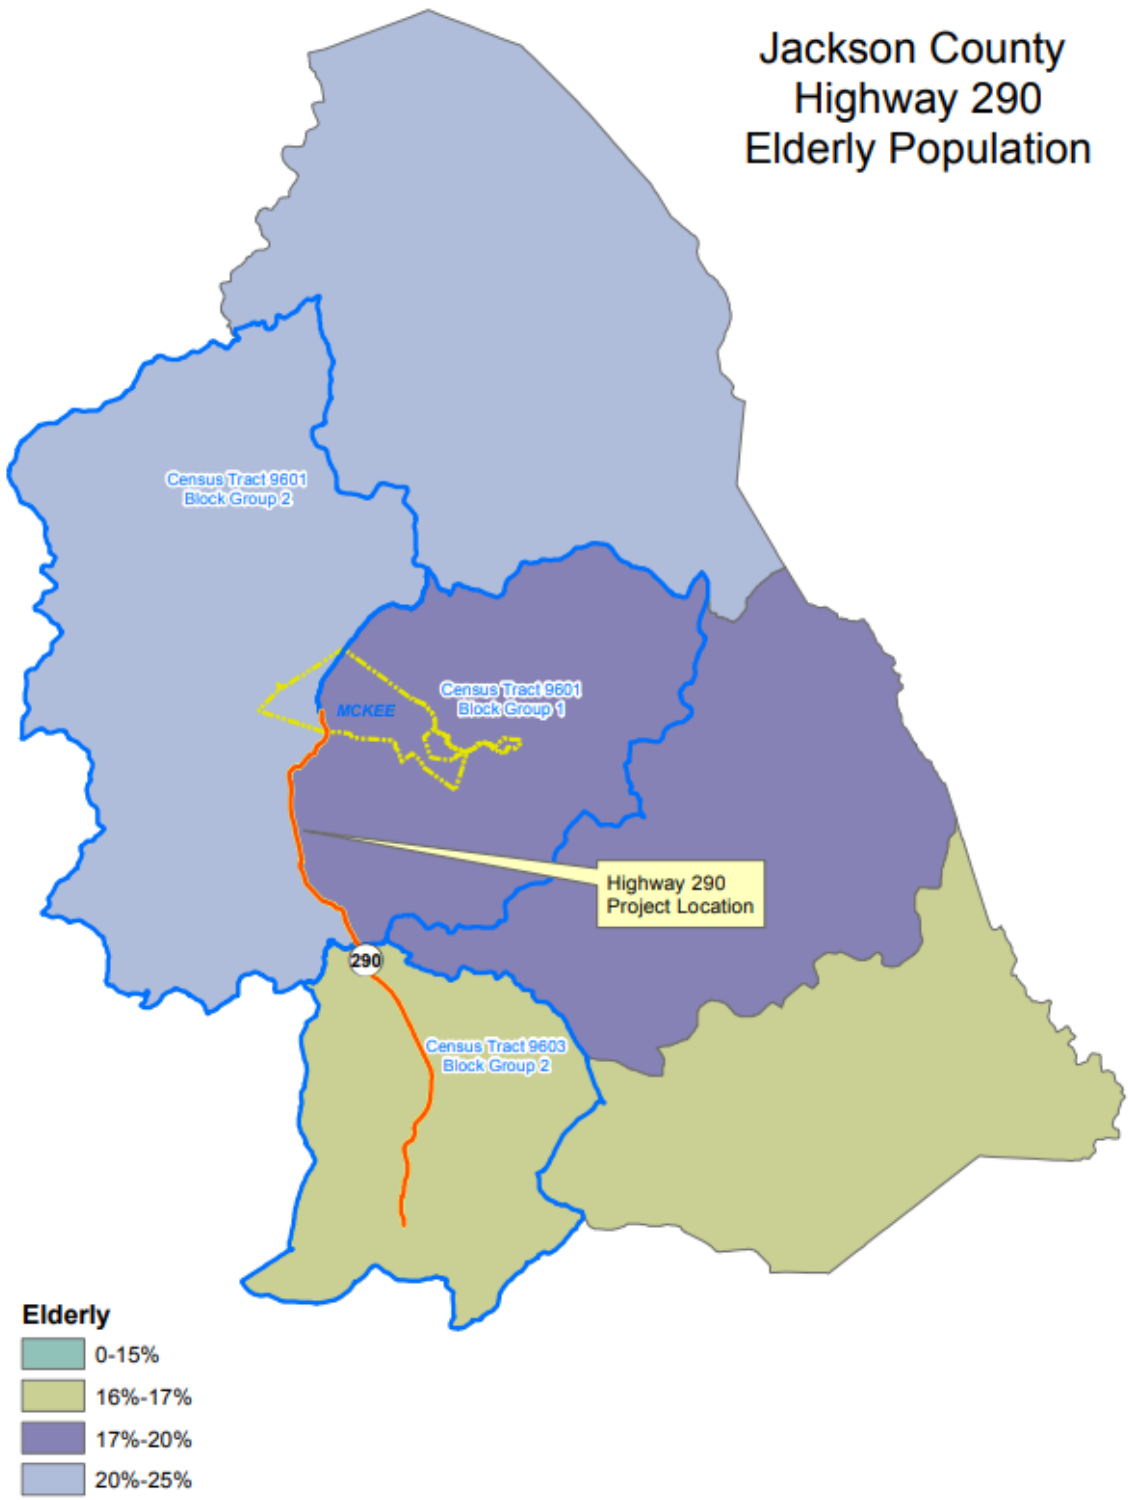 Jackson County
Highway 290
Elderly Population
Census Tract 9601
Block Group 2
Census Tract 9601
Block Group 1
MCKEE
Highway 290
Project Location
290
Census Tract 9603
Block Group 2
Elderly
0-15%
16%-17%
17%-20%
20%-25%